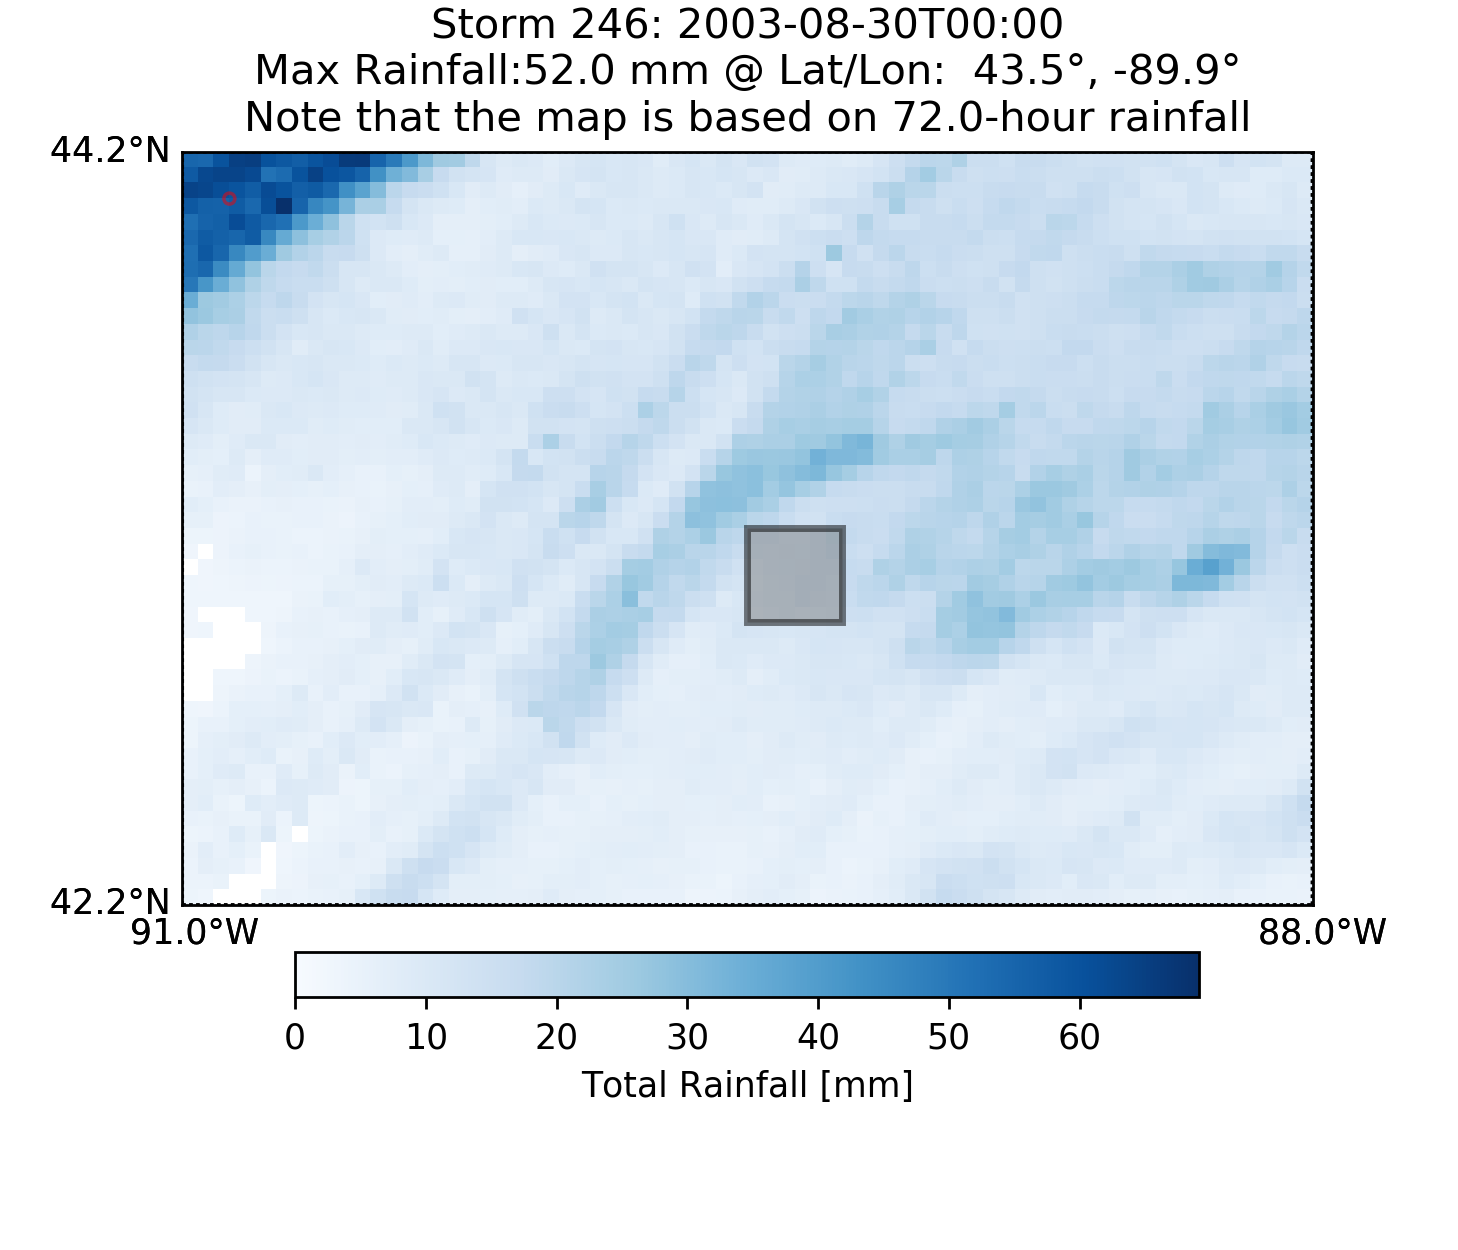 Storm 246: 2003-08-30T00:00
Max Rainfall:52.0 mm @ Lat/Lon:  43.5°, -89.9°
Note that the map is based on 72.0-hour rainfall
44.2°N
42.2°N
91.0°W 88.0°W
0 10 20 30 40 50 60
Total Rainfall [mm]